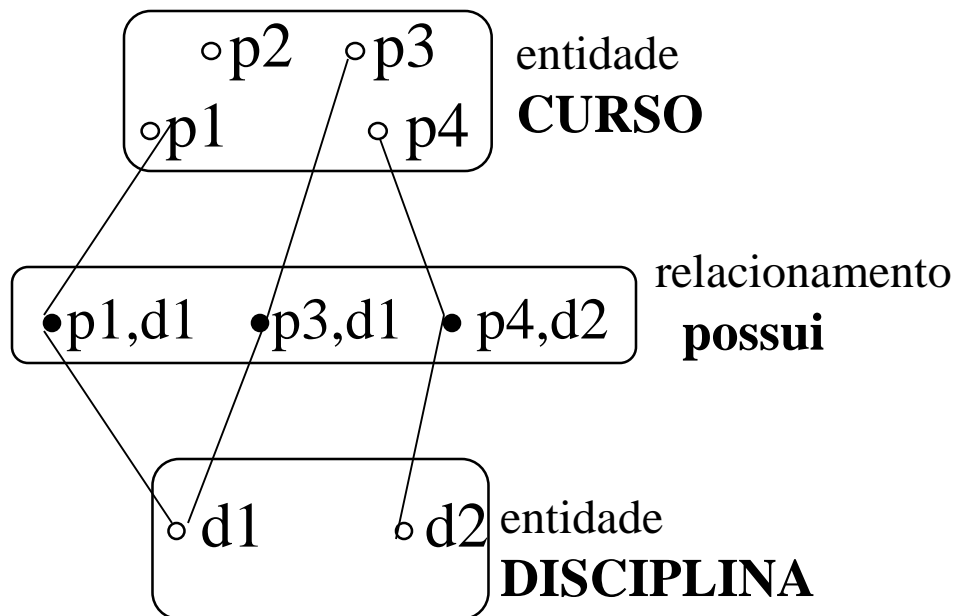 p2 p3
p1 p4
entidade
CURSO
relacionamento
possui
p1,d1 p3,d1 p4,d2
d1 d2
entidade
DISCIPLINA